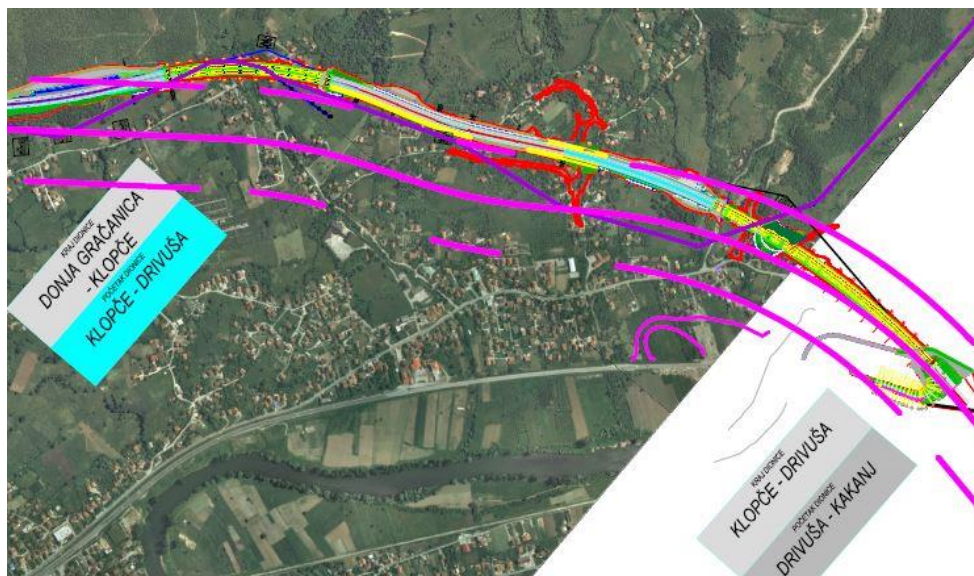 KRAJ DIONICE
DONJA GRAČANICA
- KLOPČE
POČETAK DIONICE
KLOPČE - DRIVUŠA
KRAJ DIONICE
KLOPČE - DRIVUŠA
POČETAK DIONICE
DRIVUŠA - KAKANJ